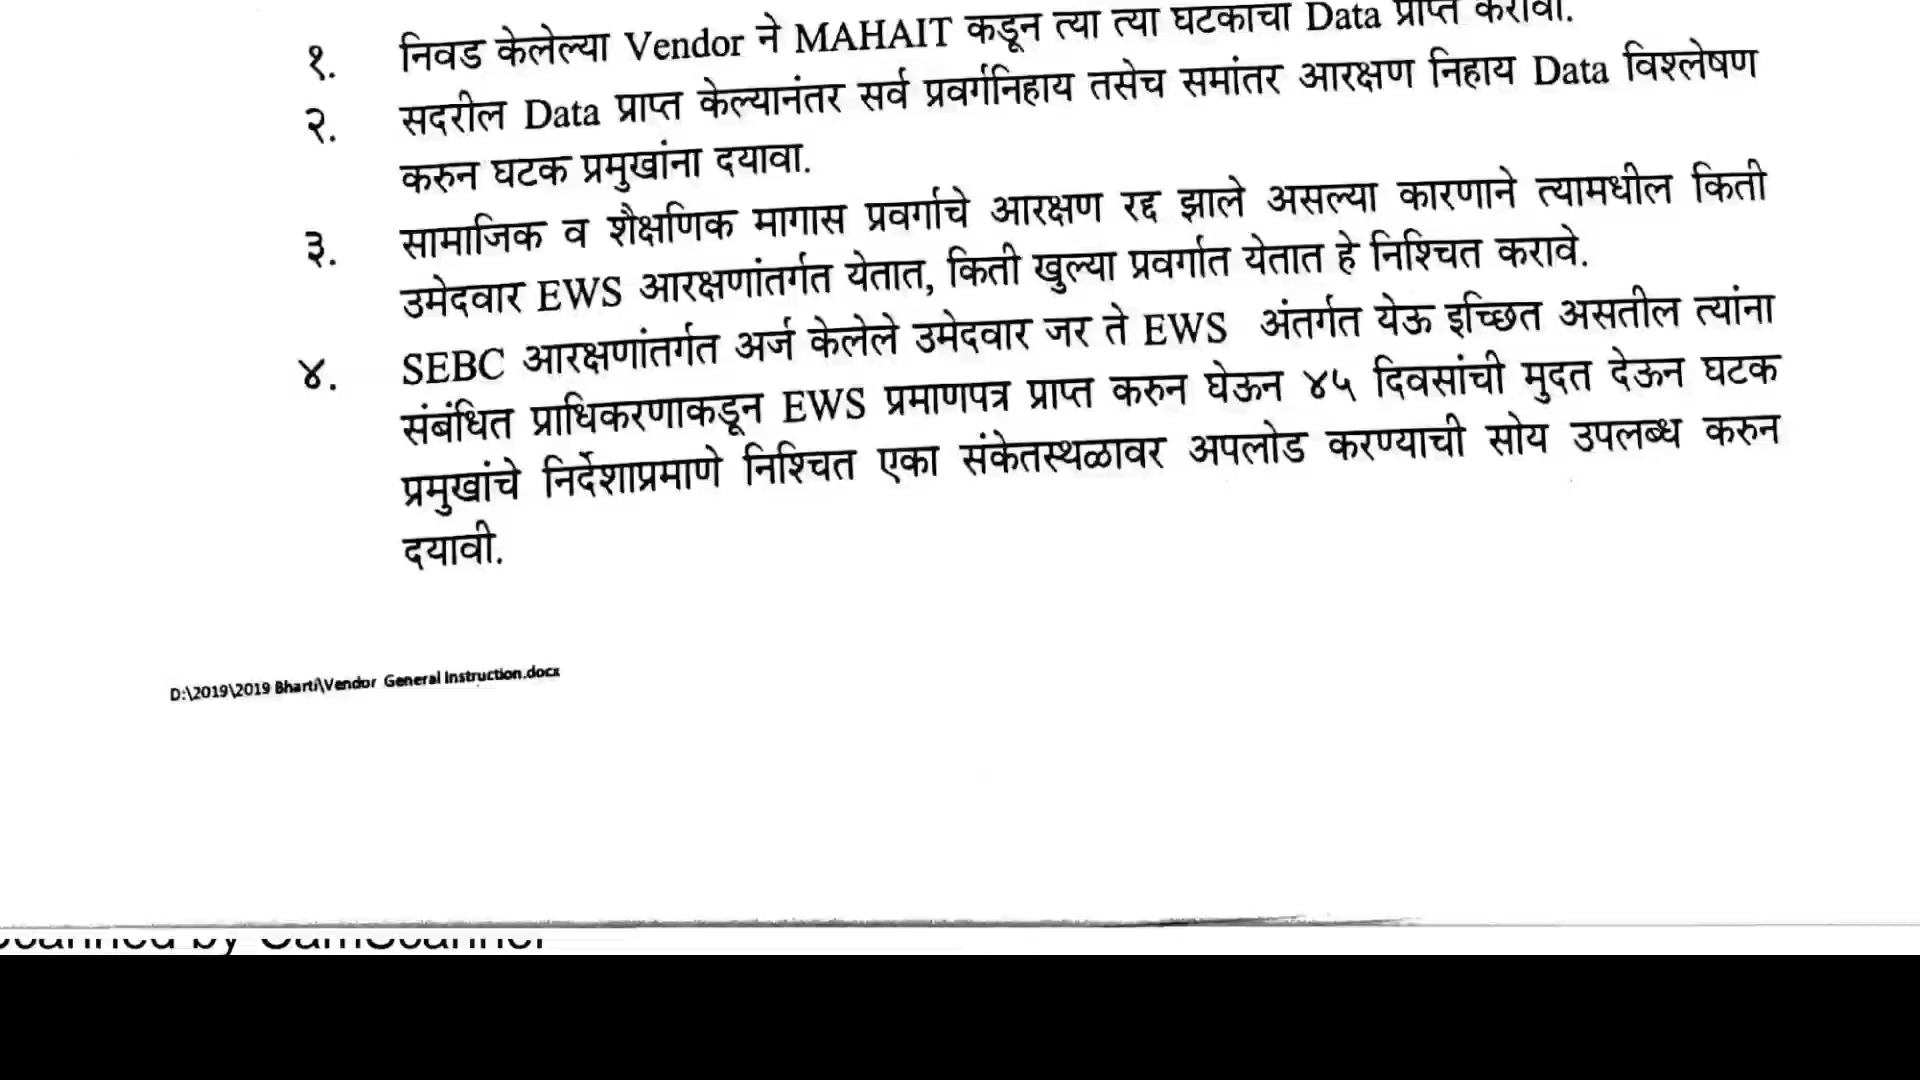 १. निवड केलेल्या Vendor ने MAHAIT कडून त्या त्या घटकाचा Data प्राप्त करावा.
२. सदरील Data प्राप्त केल्यानंतर सर्व प्रवर्गनिहाय तसेच समांतर आरक्षण निहाय Data विश्लेषण
करुन घटक प्रमुखांना दयावा.
३. सामाजिक व शैक्षणिक मागास प्रवर्गाचे आरक्षण रद्द झाले असल्या कारणाने त्यामधील किती
उमेदवार EWS आरक्षणांतर्गत येतात, किती खुल्या प्रवर्गात येतात हे निश्चित करावे.
४. SEBC आरक्षणांतर्गत अर्ज केलेले उमेदवार जर ते EWS अंतर्गत येऊ इच्छित असतील त्यांना
संबंधित प्राधिकरणाकडून EWS प्रमाणपत्र प्राप्त करुन घेऊन ४५ दिवसांची मुदत देऊन घटक
प्रमुखांचे निर्देशाप्रमाणे निश्चित एका संकेतस्थळावर अपलोड करण्याची सोय उपलब्ध करुन
दयावी.
D:\2019\2019 Bharti\Vendor General Instruction.docx
Scanned by CamScanner